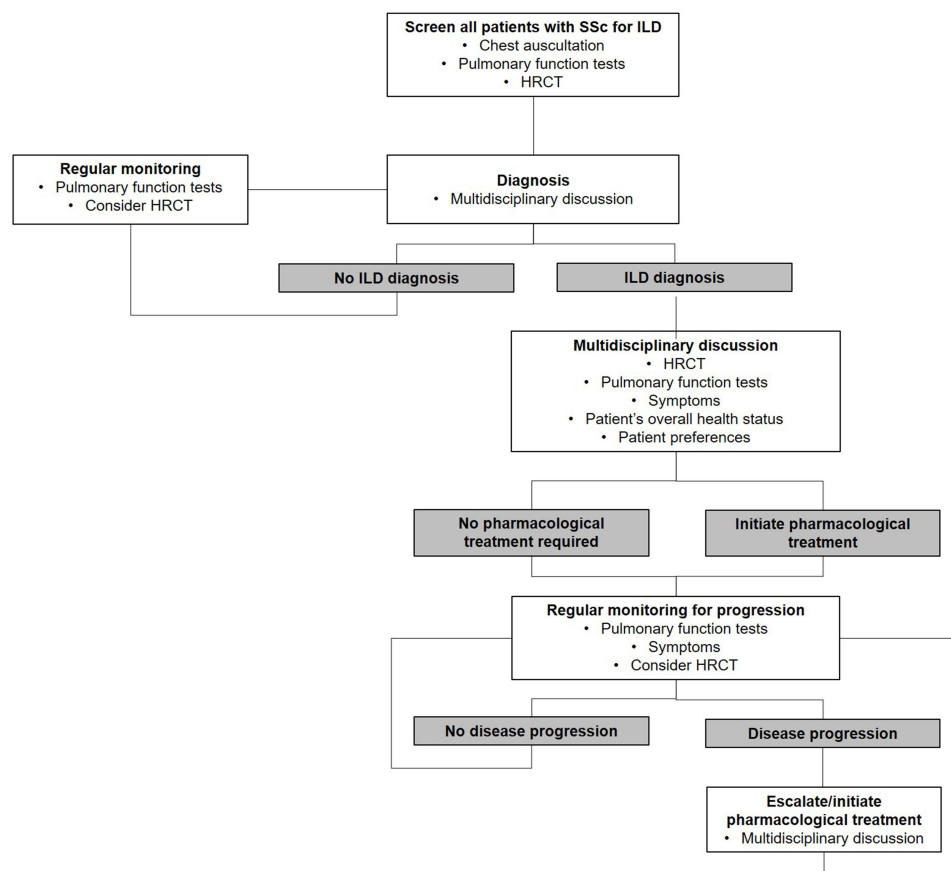 Screen all patients with SSc for ILD
• Chest auscultation
• Pulmonary function tests
• HRCT
Regular monitoring
• Pulmonary function tests
• Consider HRCT
Diagnosis
• Multidisciplinary discussion
No ILD diagnosis
ILD diagnosis
Multidisciplinary discussion
• HRCT
• Pulmonary function tests
• Symptoms
• Patient’s overall health status
• Patient preferences
No pharmacological
treatment required
Initiate pharmacological
treatment
Regular monitoring for progression
• Pulmonary function tests
• Symptoms
• Consider HRCT
No disease progression
Disease progression
Escalate/initiate
pharmacological treatment
• Multidisciplinary discussion